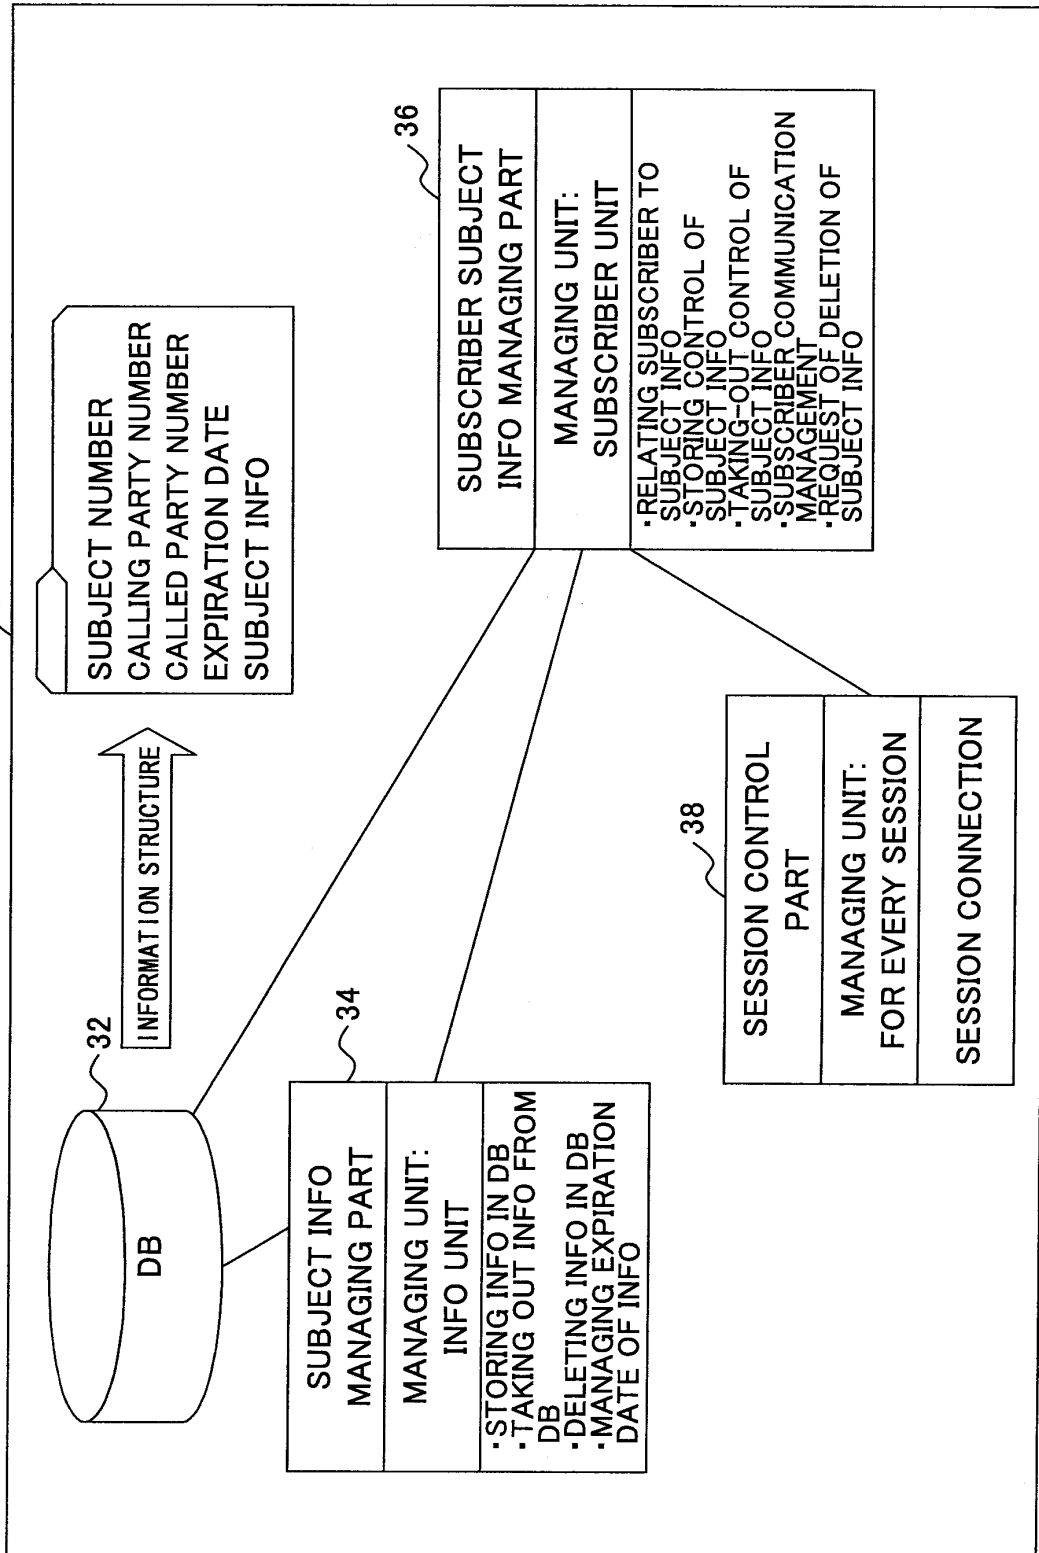 32
DB
INFORMATION STRUCTURE
SUBJECT NUMBER
CALLING PARTY NUMBER
CALLED PARTY NUMBER
EXPIRATION DATE
SUBJECT INFO
34
SUBJECT INFO
MANAGING PART
MANAGING UNIT:
INFO UNIT
·STORING INFO IN DB
·TAKING OUT INFO FROM
DB
·DELETING INFO IN DB
·MANAGING EXPIRATION
DATE OF INFO
36
SUBSCRIBER SUBJECT
INFO MANAGING PART
MANAGING UNIT:
SUBSCRIBER UNIT
·RELATING SUBSCRIBER TO
SUBJECT INFO
·STORING CONTROL OF
SUBJECT INFO
·TAKING-OUT CONTROL OF
SUBJECT INFO
·SUBSCRIBER COMMUNICATION
MANAGEMENT
·REQUEST OF DELETION OF
SUBJECT INFO
38
SESSION CONTROL
PART
MANAGING UNIT:
FOR EVERY SESSION
SESSION CONNECTION